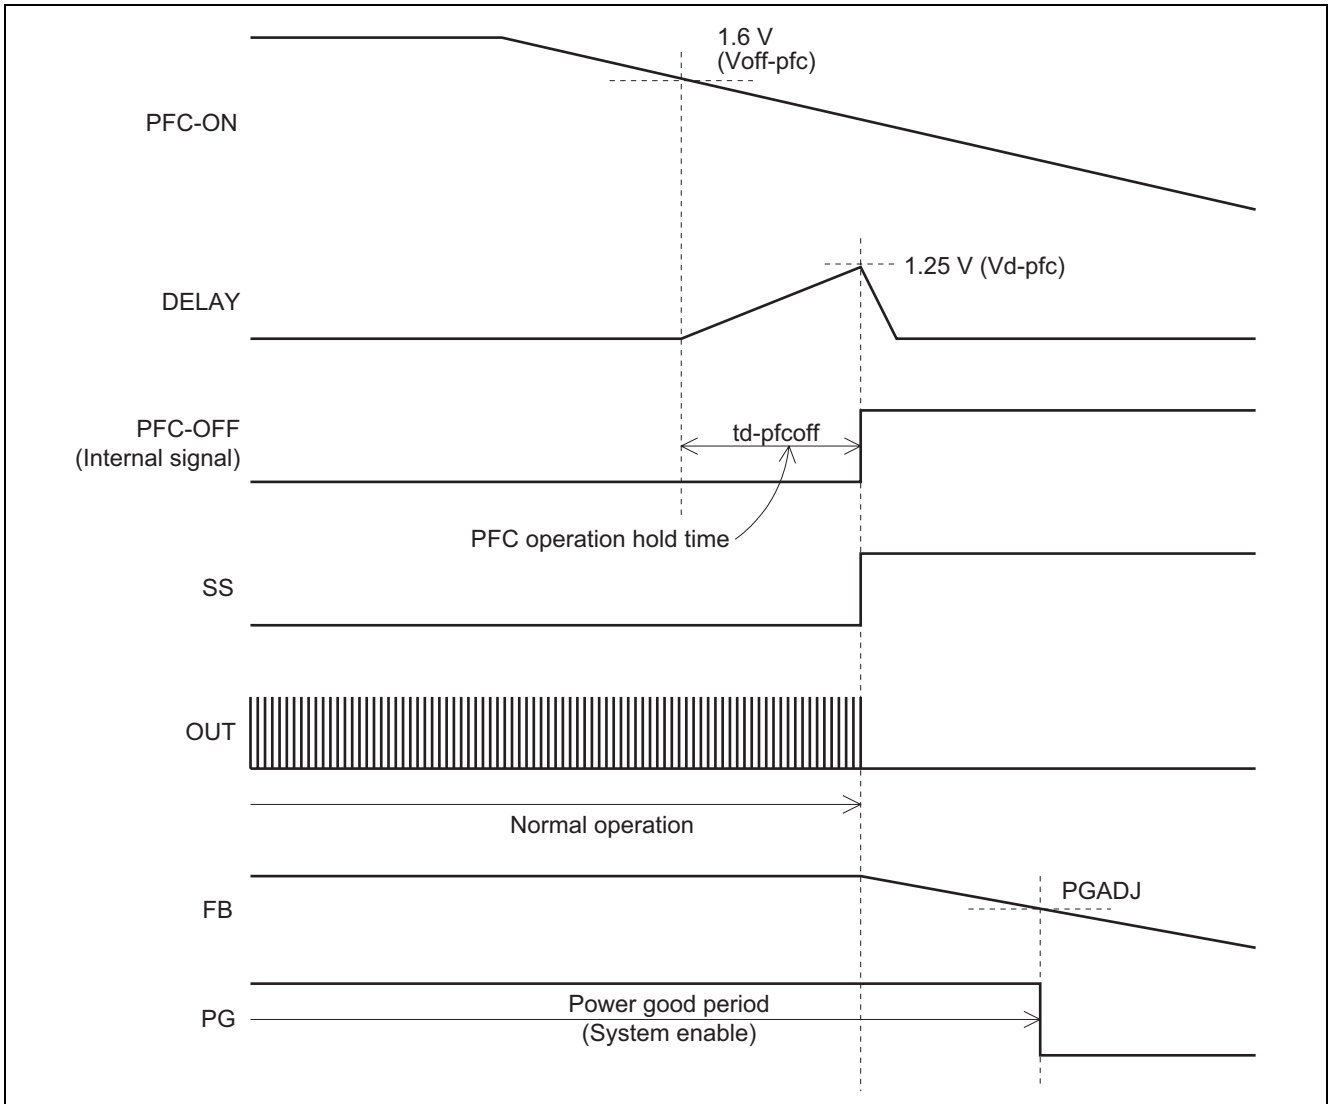 1.6 V
(Voff-pfc)
PFC-ON
1.25 V (Vd-pfc)
DELAY
PFC-OFF
(Internal signal)
td-pfcoff
PFC operation hold time
SS
OUT
Normal operation
PGADJ
FB
Power good period
(System enable)
PG